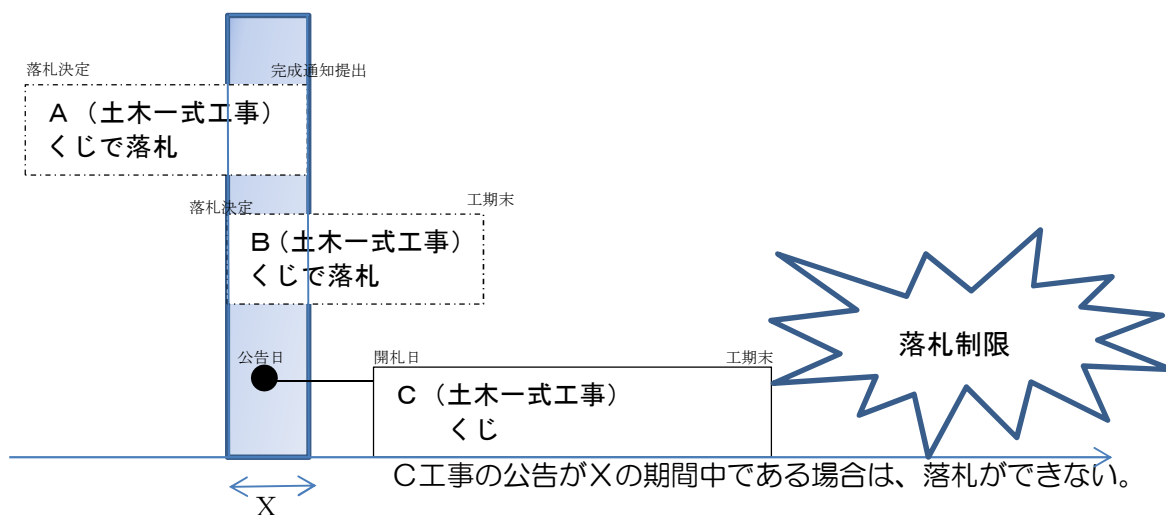 落札決定
完成通知提出
A（土木一式工事）
くじで落札
落札決定
工期末
B（土木一式工事）
くじで落札
公告日
開札日
工期末
C（土木一式工事）
くじ
落札制限
C工事の公告がXの期間中である場合は、落札ができない。
X